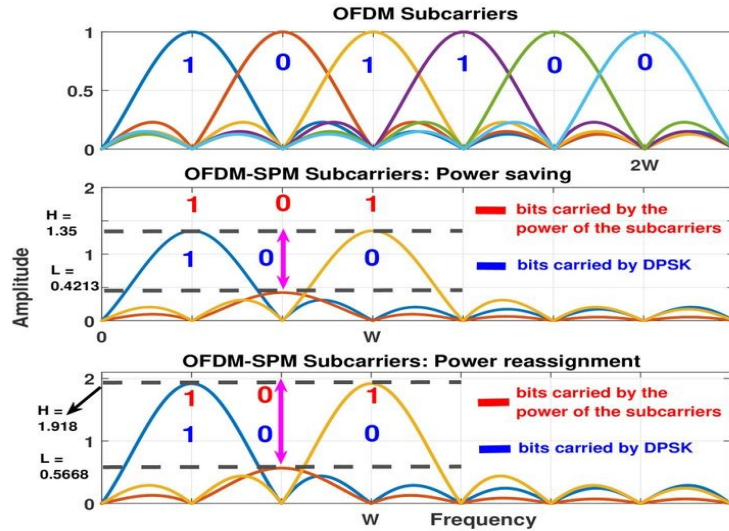 OFDM Subcarriers
1
0.5
0
1 0 1 1 0 0
2W
OFDM-SPM Subcarriers: Power saving
2
1
0
H =
1.35
L =
0.4213
1 0 1
1 0 0
bits carried by the
power of the subcarriers
bits carried by DPSK
Amplitude
0
W
OFDM-SPM Subcarriers: Power reassignment
2
1
0
H =
1.918
L =
0.5668
1 0 1
1 0 0
bits carried by the
power of the subcarriers
bits carried by DPSK
W
Frequency